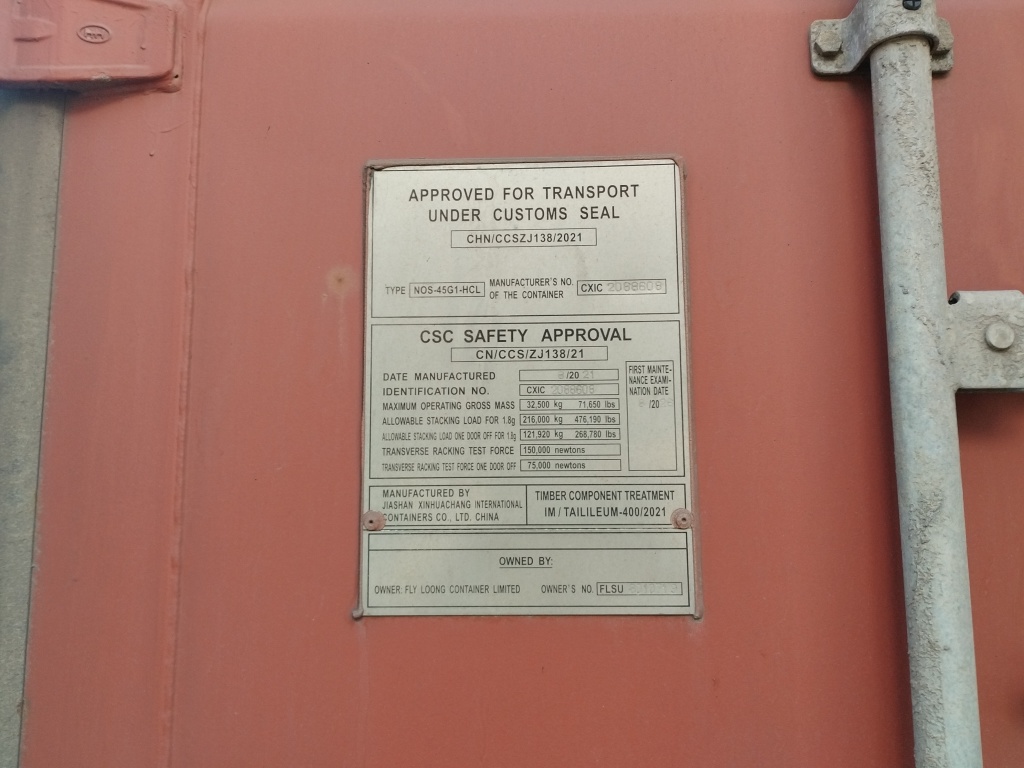 APPROVED FOR TRANSPORT
UNDER CUSTOMS SEAL
CHN/CCSZJ138/2021
TYPE NOS-45G1-HCL MANUFACTURER'S NO. OF THE CONTAINER CXIC
CSC SAFETY APPROVAL
CN/CCS/ZJ138/21
DATE MANUFACTURED /20 21
IDENTIFICATION NO. CXIC
MAXIMUM OPERATING GROSS MASS 32,500 kg 71,650 lbs
ALLOWABLE STACKING LOAD FOR 1.8g 216,000 kg 476,190 lbs
ALLOWABLE STACKING LOAD ONE DOOR OFF FOR 1.8g 121,920 kg 268,780 lbs
TRANSVERSE RACKING TEST FORCE 150,000 newtons
TRANSVERSE RACKING TEST FORCE ONE DOOR OFF 75,000 newtons
FIRST MAINTE-
NANCE EXAMI-
NATION DATE
/20
MANUFACTURED BY
JIASHAN XINHUACHANG INTERNATIONAL
CONTAINERS CO., LTD. CHINA
TIMBER COMPONENT TREATMENT
IM / TAILILEUM-400/2021
OWNED BY:
OWNER: FLY LOONG CONTAINER LIMITED OWNER'S NO. FLSU